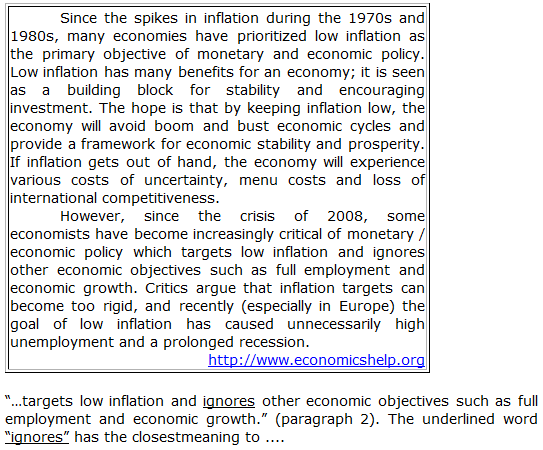 Since the spikes in inflation during the 1970s and
1980s, many economies have prioritized low inflation as
the primary objective of monetary and economic policy.
Low inflation has many benefits for an economy; it is seen
as a building block for stability and encouraging
investment. The hope is that by keeping inflation low, the
economy will avoid boom and bust economic cycles and
provide a framework for economic stability and prosperity.
If inflation gets out of hand, the economy will experience
various costs of uncertainty, menu costs and loss of
international competitiveness.
However, since the crisis of 2008, some
economists have become increasingly critical of monetary /
economic policy which targets low inflation and ignores
other economic objectives such as full employment and
economic growth. Critics argue that inflation targets can
become too rigid, and recently (especially in Europe) the
goal of low inflation has caused unnecessarily high
unemployment and a prolonged recession.
http://www.economicshelp.org
“…targets low inflation and ignores other economic objectives such as full
employment and economic growth.” (paragraph 2). The underlined word
“ignores” has the closestmeaning to ....